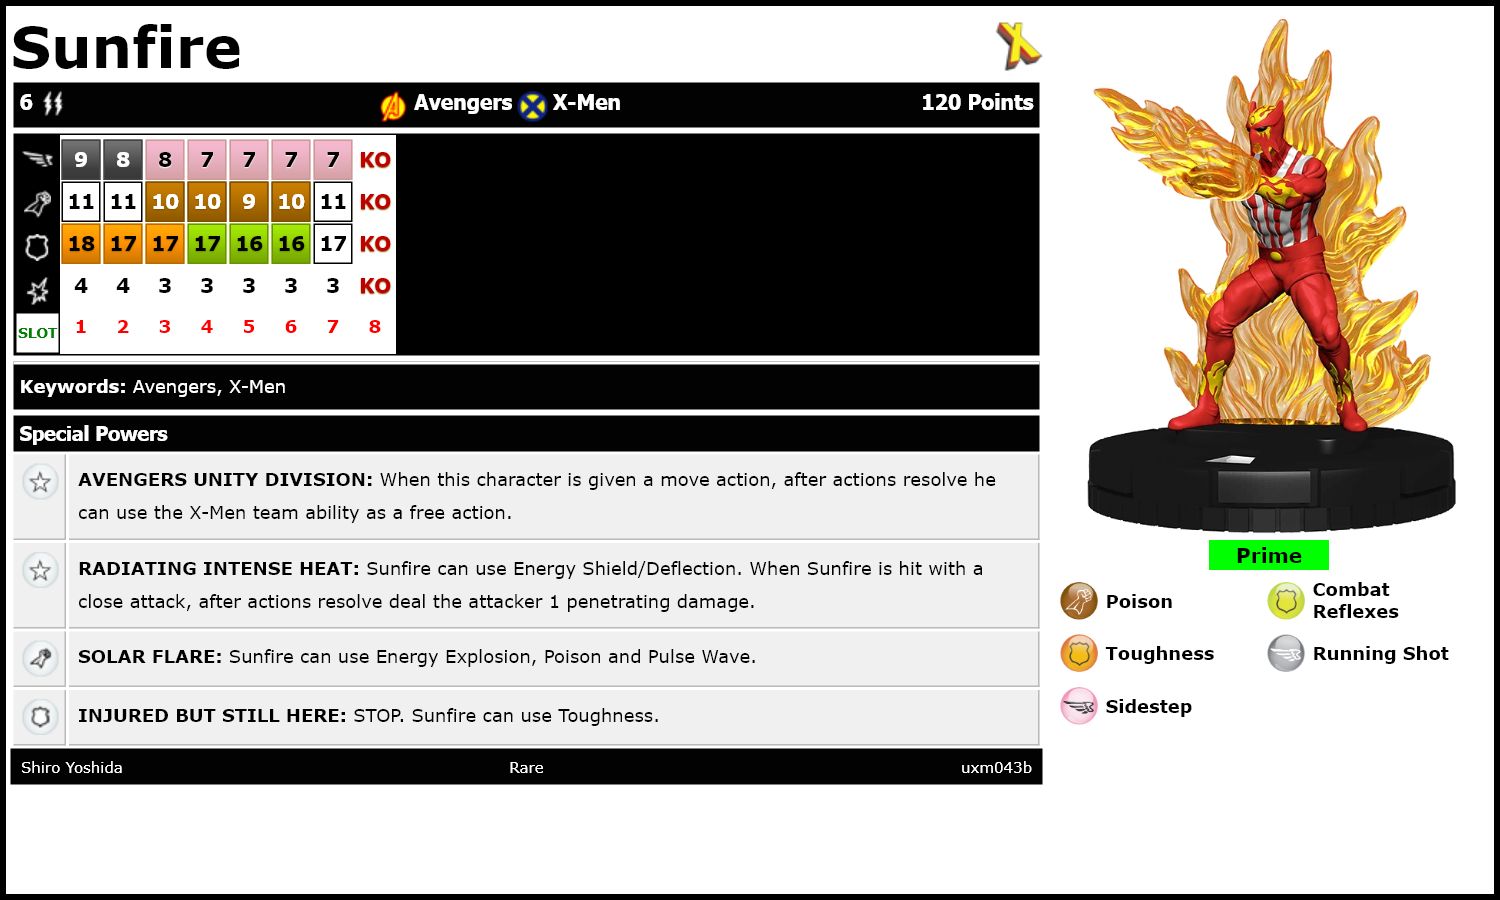 Sunfire
6 Avengers X-Men 120 Points
9 8 8 7 7 7 7 KO
11 11 10 10 9 10 11 KO
18 17 17 17 16 16 17 KO
4 4 3 3 3 3 3 KO
SLOT 1 2 3 4 5 6 7 8
Keywords: Avengers, X-Men
Special Powers
AVENGERS UNITY DIVISION: When this character is given a move action, after actions resolve he
can use the X-Men team ability as a free action.
RADIATING INTENSE HEAT: Sunfire can use Energy Shield/Deflection. When Sunfire is hit with a
close attack, after actions resolve deal the attacker 1 penetrating damage.
SOLAR FLARE: Sunfire can use Energy Explosion, Poison and Pulse Wave.
INJURED BUT STILL HERE: STOP. Sunfire can use Toughness.
Shiro Yoshida Rare uxm043b
Prime
Poison
Combat
Reflexes
Toughness
Running Shot
Sidestep